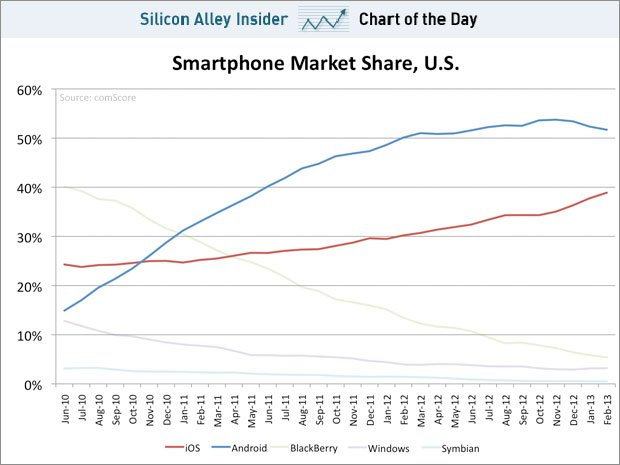 Silicon Alley Insider Chart of the Day
Smartphone Market Share, U.S.
60%
Source: comScore
50%
40%
30%
20%
10%
0%
Jun-10 Jul-10 Aug-10 Sep-10 Oct-10 Nov-10 Dec-10 Jan-11 Feb-11 Mar-11 Apr-11 May-11 Jun-11 Jul-11 Aug-11 Sep-11 Oct-11 Nov-11 Dec-11 Jan-12 Feb-12 Mar-12 Apr-12 May-12 Jun-12 Jul-12 Aug-12 Sep-12 Oct-12 Nov-12 Dec-12 Jan-13 Feb-13
iOS Android BlackBerry Windows Symbian